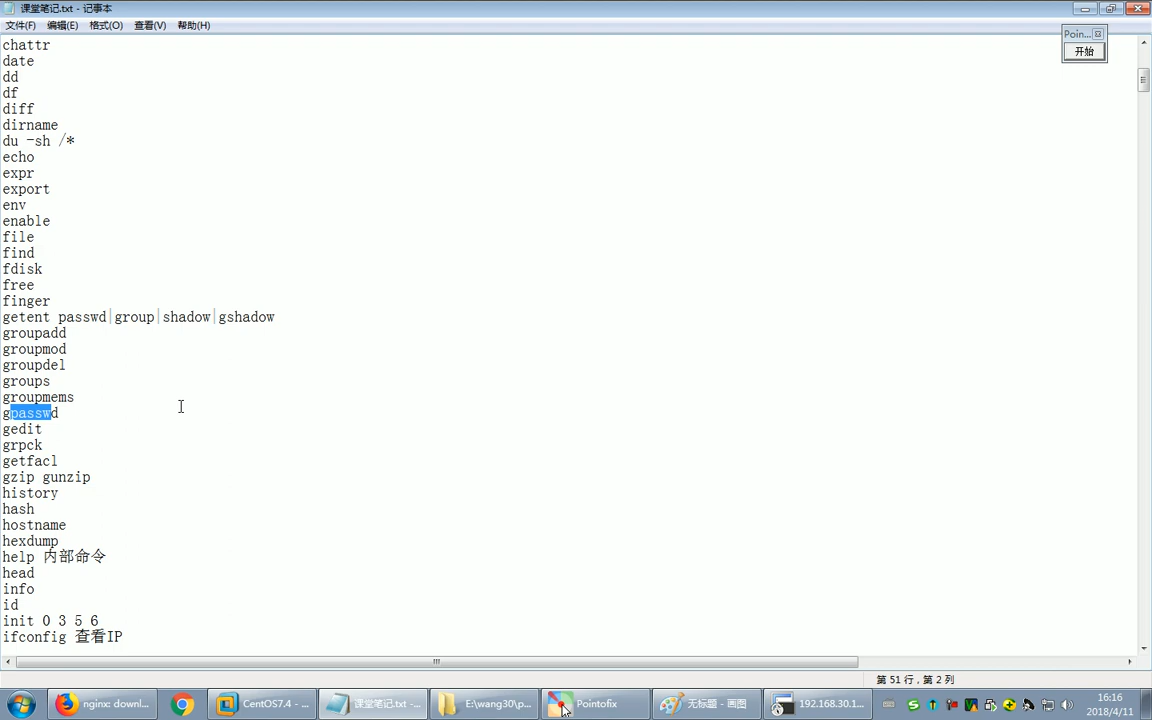 课堂笔记.txt - 记事本
文件(F) 编辑(E) 格式(O) 查看(V) 帮助(H)
Poin...
开始
chattr
date
dd
df
diff
dirname
du -sh /*
echo
expr
export
env
enable
file
find
fdisk
free
finger
getent passwd|group|shadow|gshadow
groupadd
groupmod
groupdel
groups
groupmems
gpasswd
gedit
grpck
getfacl
gzip gunzip
history
hash
hostname
hexdump
help 内部命令
head
info
id
init 0 3 5 6
ifconfig 查看IP
第 51 行，第 2 列
nginx: downl... CentOS7.4 - ... 课堂笔记.txt -... E:\wang30\p... Pointofix 无标题 - 画图 192.168.30.1...
16:16
2018/4/11